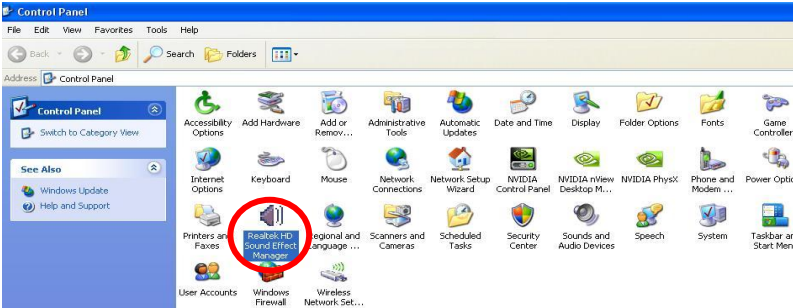 Control Panel
File Edit View Favorites Tools Help
Back Search Folders
Address Control Panel
Control Panel
Switch to Category View
See Also
Windows Update
Help and Support
Accessibility Options
Add Hardware
Add or Remov...
Administrative Tools
Automatic Updates
Date and Time
Display
Folder Options
Fonts
Game Controller
Internet Options
Keyboard
Mouse
Network Connections
Network Setup Wizard
NVIDIA Control Panel
NVIDIA nView Desktop M...
NVIDIA PhysX
Phone and Modem ...
Power Optio
Printers and Faxes
Realtek HD Sound Effect Manager
Regional and Language ...
Scanners and Cameras
Scheduled Tasks
Security Center
Sounds and Audio Devices
Speech
System
Taskbar an Start Men
User Accounts
Windows Firewall
Wireless Network Set...